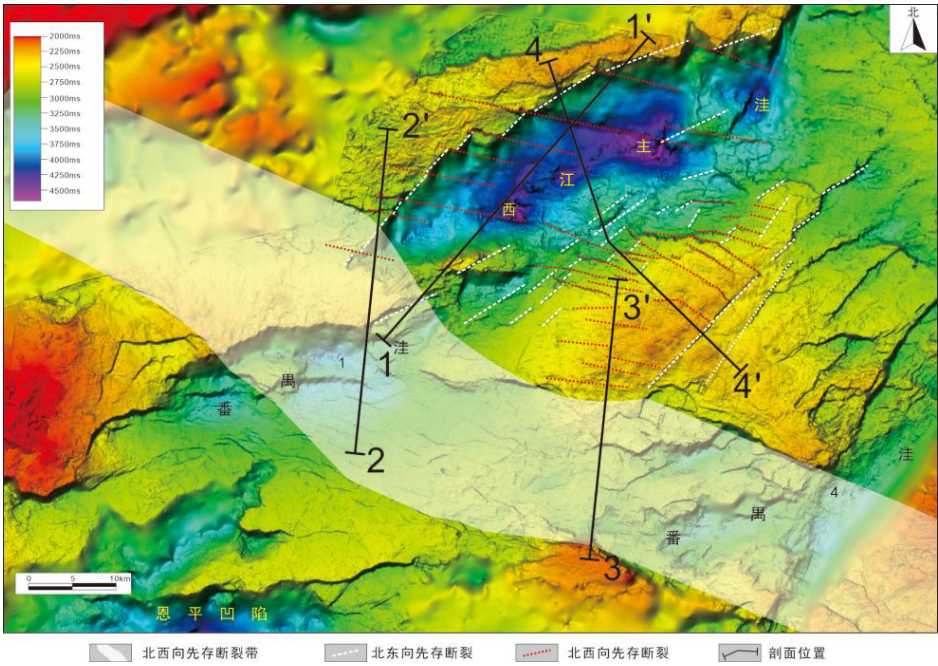 北
2000ms
2500ms
2750ms
3000ms
3250ms
3500ms
3750ms
4000ms
4250ms
4500ms
1'
4
2'
洼
主
江
西
3'
1
洼
1
禺
番
4'
2
洼
4
禺
番
3
0 5 10km
恩平凹陷
北西向先存断裂带
北东向先存断裂
北西向先存断裂
剖面位置